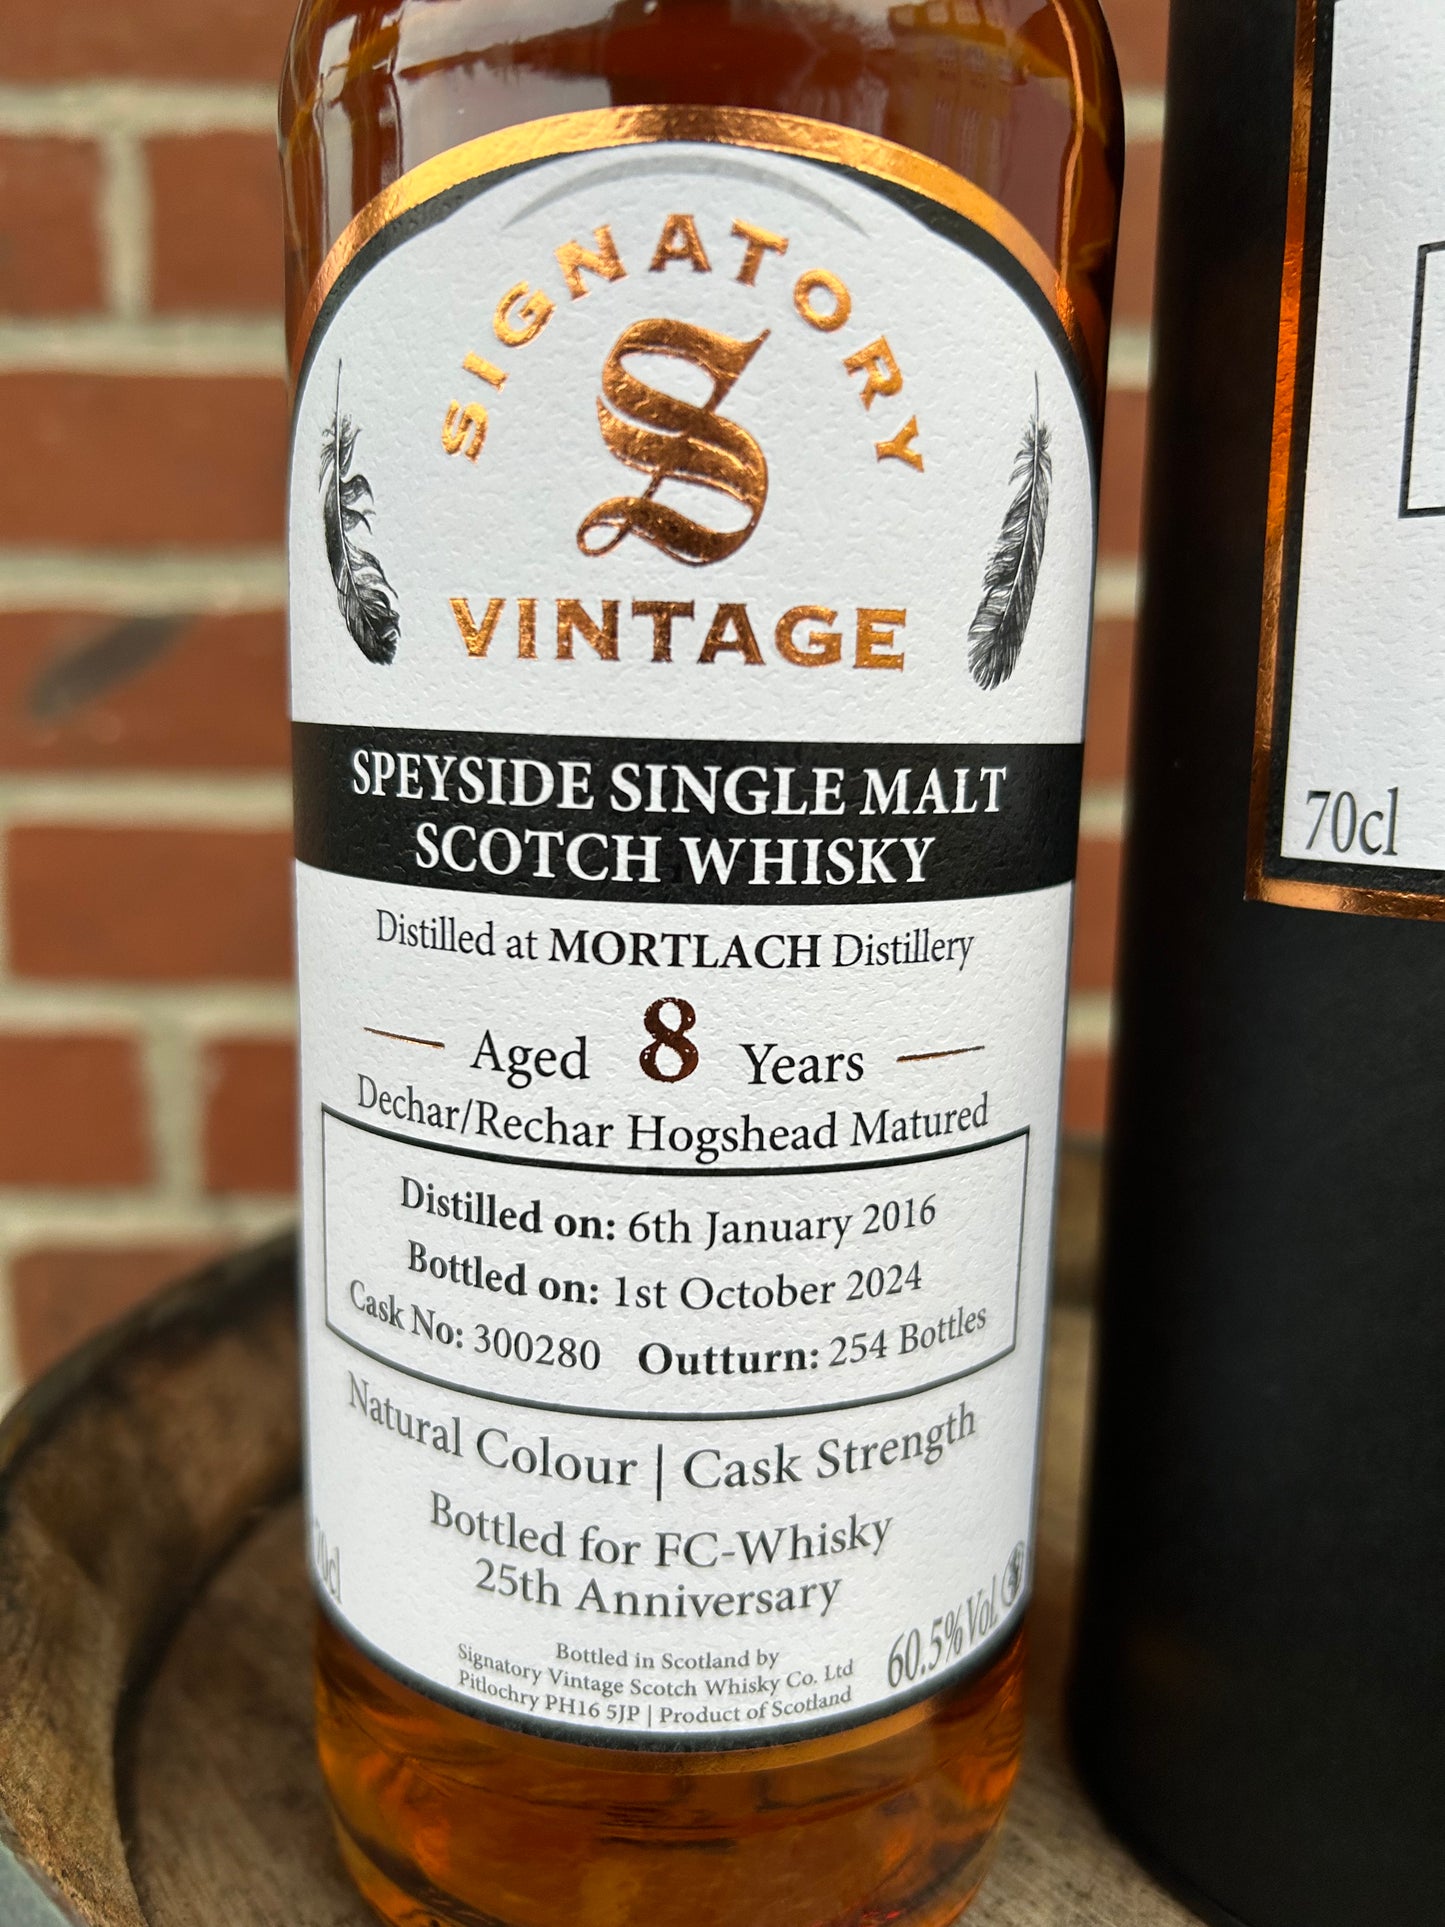 SIGNATORY
S
VINTAGE
SPEYSIDE SINGLE MALT
SCOTCH WHISKY
Distilled at MORTLACH Distillery
Aged 8 Years
Dechar/Rechar Hogshead Matured
Distilled on: 6th January 2016
Bottled on: 1st October 2024
Cask No: 300280 Outturn: 254 Bottles
Natural Colour | Cask Strength
Bottled for FC-Whisky
25th Anniversary
70cl
60.5% Vol.
Bottled in Scotland by
Signatory Vintage Scotch Whisky Co. Ltd
Pitlochry PH16 5JP | Product of Scotland
70cl